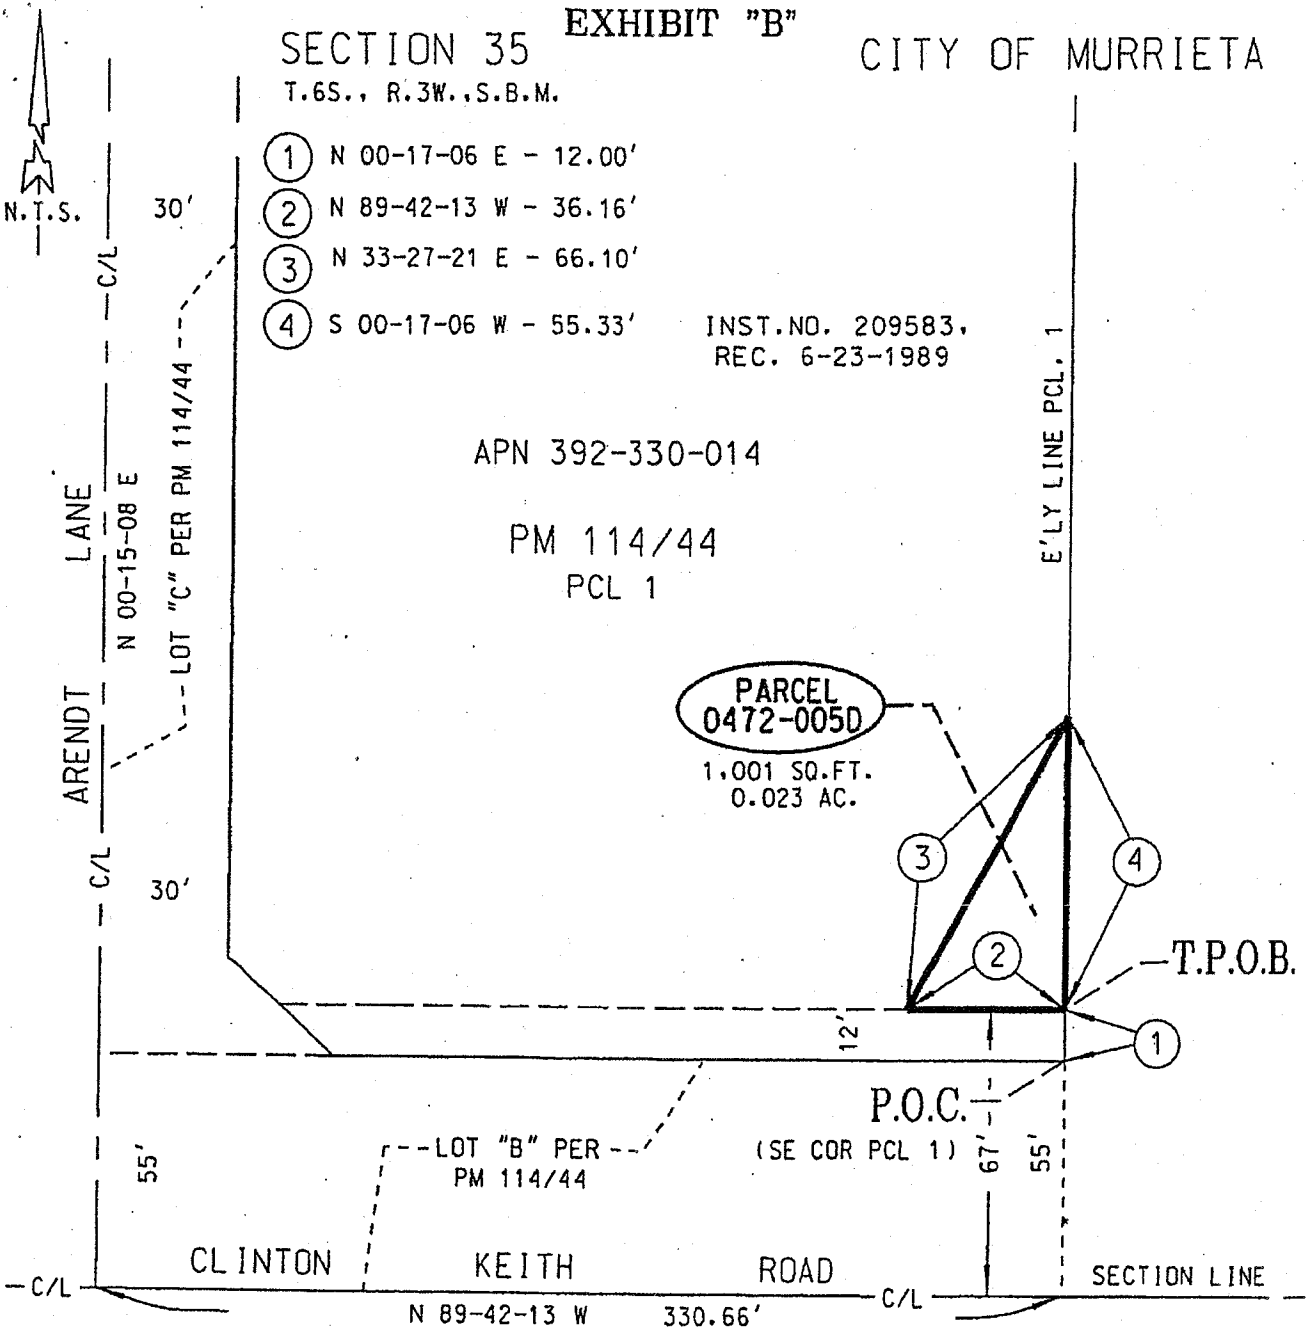 EXHIBIT "B"
SECTION 35
T.6S., R.3W., S.B.M.
CITY OF MURRIETA
N.T.S.
1 N 00-17-06 E - 12.00'
2 N 89-42-13 W - 36.16'
3 N 33-27-21 E - 66.10'
4 S 00-17-06 W - 55.33'
INST.NO. 209583,
REC. 6-23-1989
30'
C/L
LOT "C" PER PM 114/44
ARENDT LANE
N 00-15-08 E
E'LY LINE PCL. 1
APN 392-330-014
PM 114/44
PCL 1
PARCEL
0472-005D
1,001 SQ.FT.
0.023 AC.
3
4
2
1
C/L
30'
T.P.O.B.
12'
P.O.C.
(SE COR PCL 1)
67'
55'
55'
LOT "B" PER
PM 114/44
CLINTON KEITH ROAD
SECTION LINE
C/L
C/L
N 89-42-13 W 330.66'